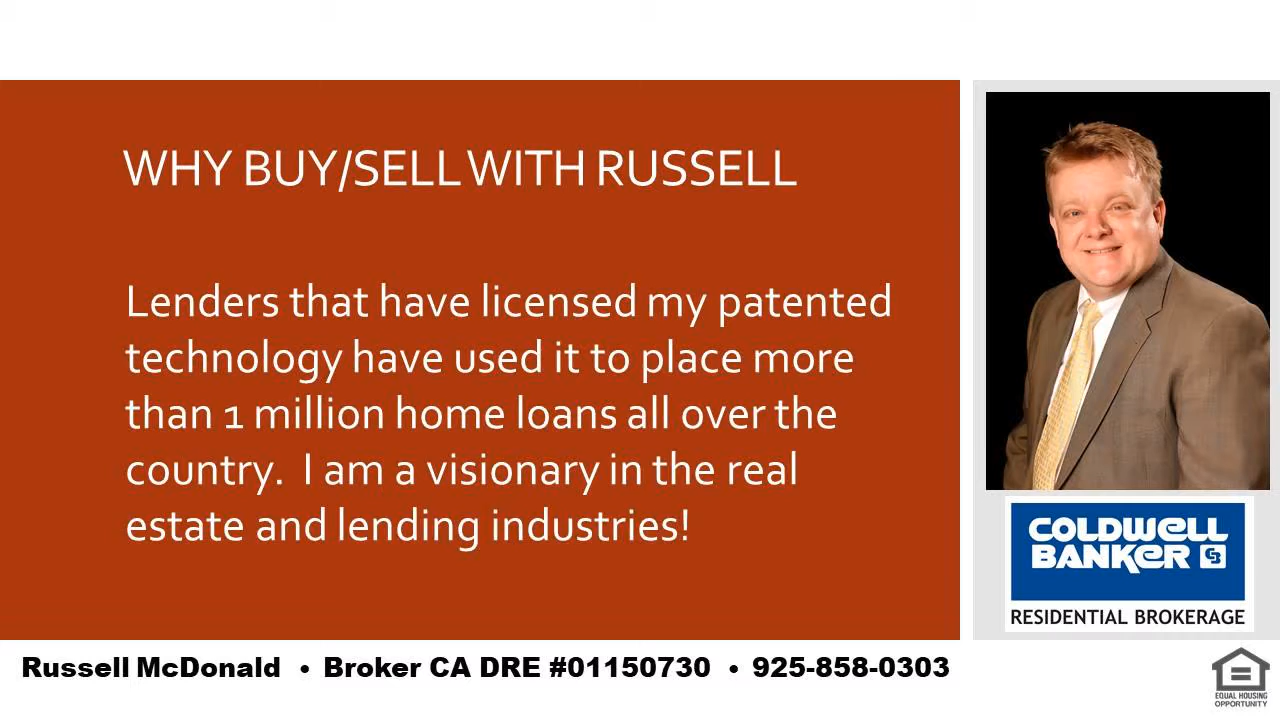 WHY BUY/SELL WITH RUSSELL
Lenders that have licensed my patented
technology have used it to place more
than 1 million home loans all over the
country.  I am a visionary in the real
estate and lending industries!
COLDWELL
BANKER CB
RESIDENTIAL BROKERAGE
Russell McDonald • Broker CA DRE #01150730 • 925-858-0303
EQUAL HOUSING
OPPORTUNITY